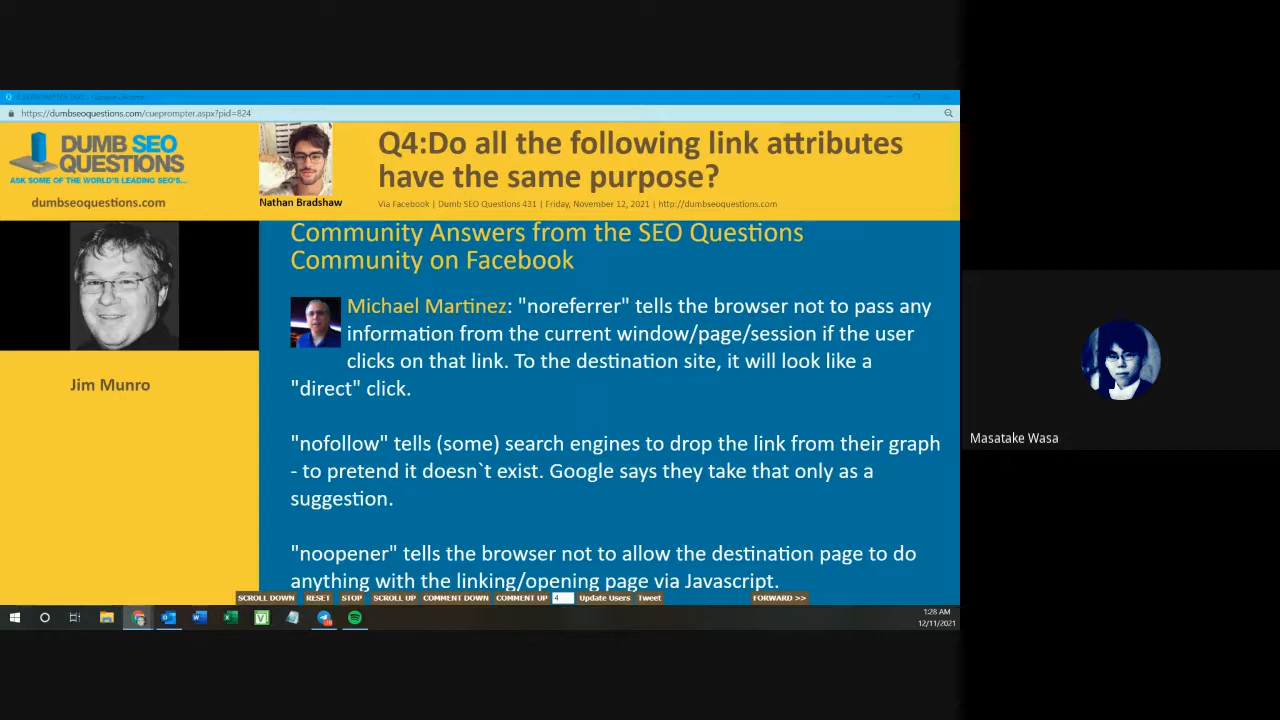 https://dumbseoquestions.com/cueprompter.aspx?pid=824
DUMB SEO
QUESTIONS
ASK SOME OF THE WORLD'S LEADING SEO'S...
dumbseoquestions.com
Nathan Bradshaw
Q4:Do all the following link attributes
have the same purpose?
Via Facebook | Dumb SEO Questions 431 | Friday, November 12, 2021 | http://dumbseoquestions.com
Jim Munro
Community Answers from the SEO Questions
Community on Facebook
Michael Martinez: "noreferrer" tells the browser not to pass any
information from the current window/page/session if the user
clicks on that link. To the destination site, it will look like a
"direct" click.
"nofollow" tells (some) search engines to drop the link from their graph
- to pretend it doesn`t exist. Google says they take that only as a
suggestion.
"noopener" tells the browser not to allow the destination page to do
anything with the linking/opening page via Javascript.
SCROLL DOWN RESET STOP SCROLL UP COMMENT DOWN COMMENT UP 4 Update Users Tweet FORWARD >>
1:28 AM
12/11/2021
Masatake Wasa